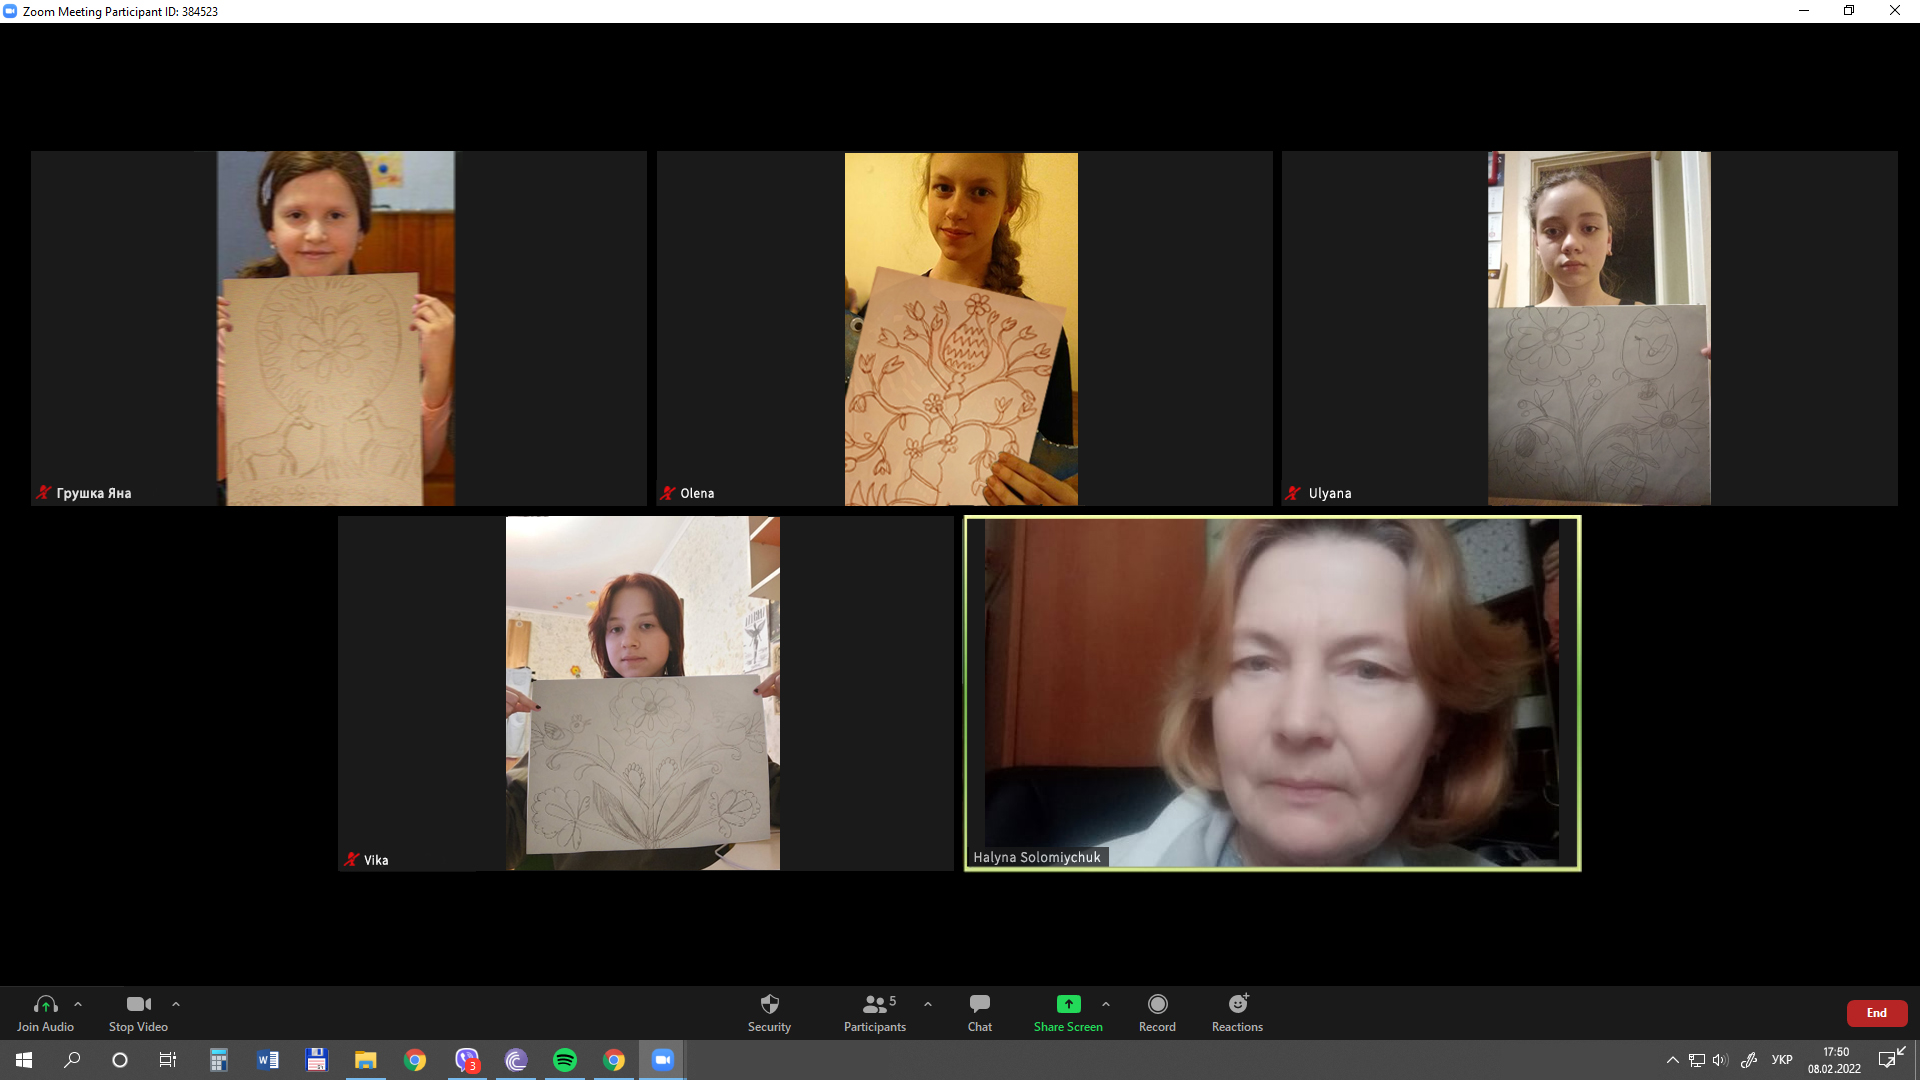 Zoom Meeting Participant ID: 384523
Грушка Яна
Olena
Ulyana
Vika
Halyna Solomiychuk
Join Audio
Stop Video
Security
5
Participants
Chat
Share Screen
Record
Reactions
End
3
УКР
17:50
08.02.2022